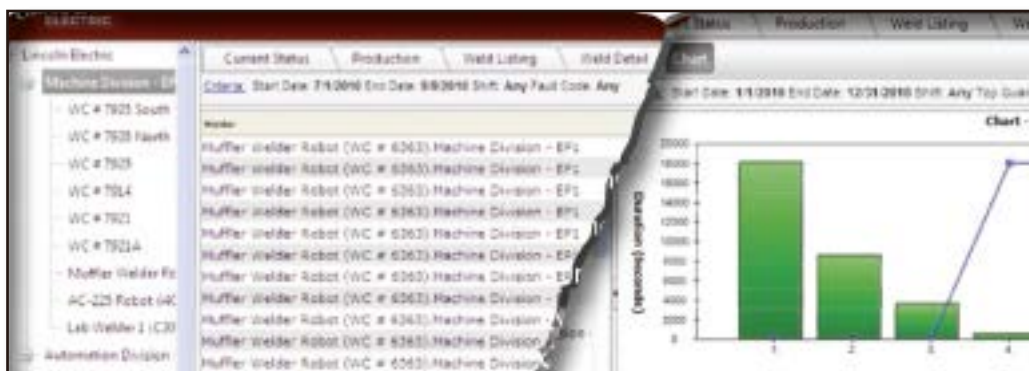 ELECTRIC
Lincoln Electric
Machine Division - EP
WC # 7925 South
WC # 7925 North
WC # 7925
WC # 7914
WC # 7921
WC # 7921A
Muffler Welder Ro
AC-225 Robot
Lab Welder 1
Automation Division
Current Status Production Weld Listing Weld Detail
Criteria: Start Date: 7/1/2010 End Date: Shift: Any Fault Code: Any
Welder
Muffler Welder Robot (WC # 6363).Machine Division - EP1
Muffler Welder Robot (WC # 6363).Machine Division - EP1
Muffler Welder Robot (WC # 6363).Machine Division - EP1
Muffler Welder Robot (WC # 6363).Machine Division - EP1
Muffler Welder Robot (WC # 6363).Machine Division - EP1
Muffler Welder Robot (WC # 6363).Machine Division - EP
Muffler Welder Robot (WC # 6363).Machine Division - E
Muffler Welder Robot (WC # 6363).Machine Division -
Muffler Welder Robot (WC # 6363).Machine Division -
Muffler Welder Robot (WC # 6363).Machine Division
Muffler Welder Robot (WC # 6363).Machine Division
Status Production Weld Listing
Chart
Start Date: 1/1/2010 End Date: 12/31/2010 Shift: Any Top
Chart -
Duration (Seconds)
20000
18000
16000
14000
12000
10000
8000
6000
4000
2000
0
1 2 3 4